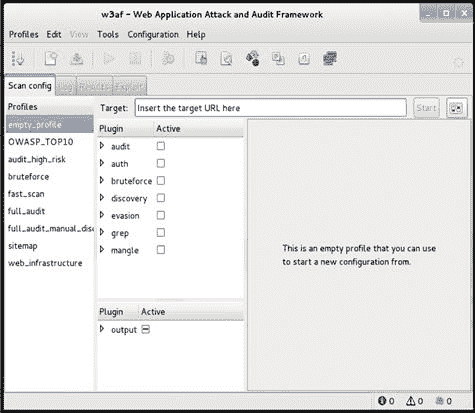 w3af - Web Application Attack and Audit Framework
Profiles Edit View Tools Configuration Help
Scan config Log Results Exploit
Profiles
empty_profile
OWASP_TOP10
audit_high_risk
bruteforce
fast_scan
full_audit
full_audit_manual_disc
sitemap
web_infrastructure
Target: Insert the target URL here Start
Plugin Active
audit
auth
bruteforce
discovery
evasion
grep
mangle
Plugin Active
output
This is an empty profile that you can use
to start a new configuration from.
0 0 0